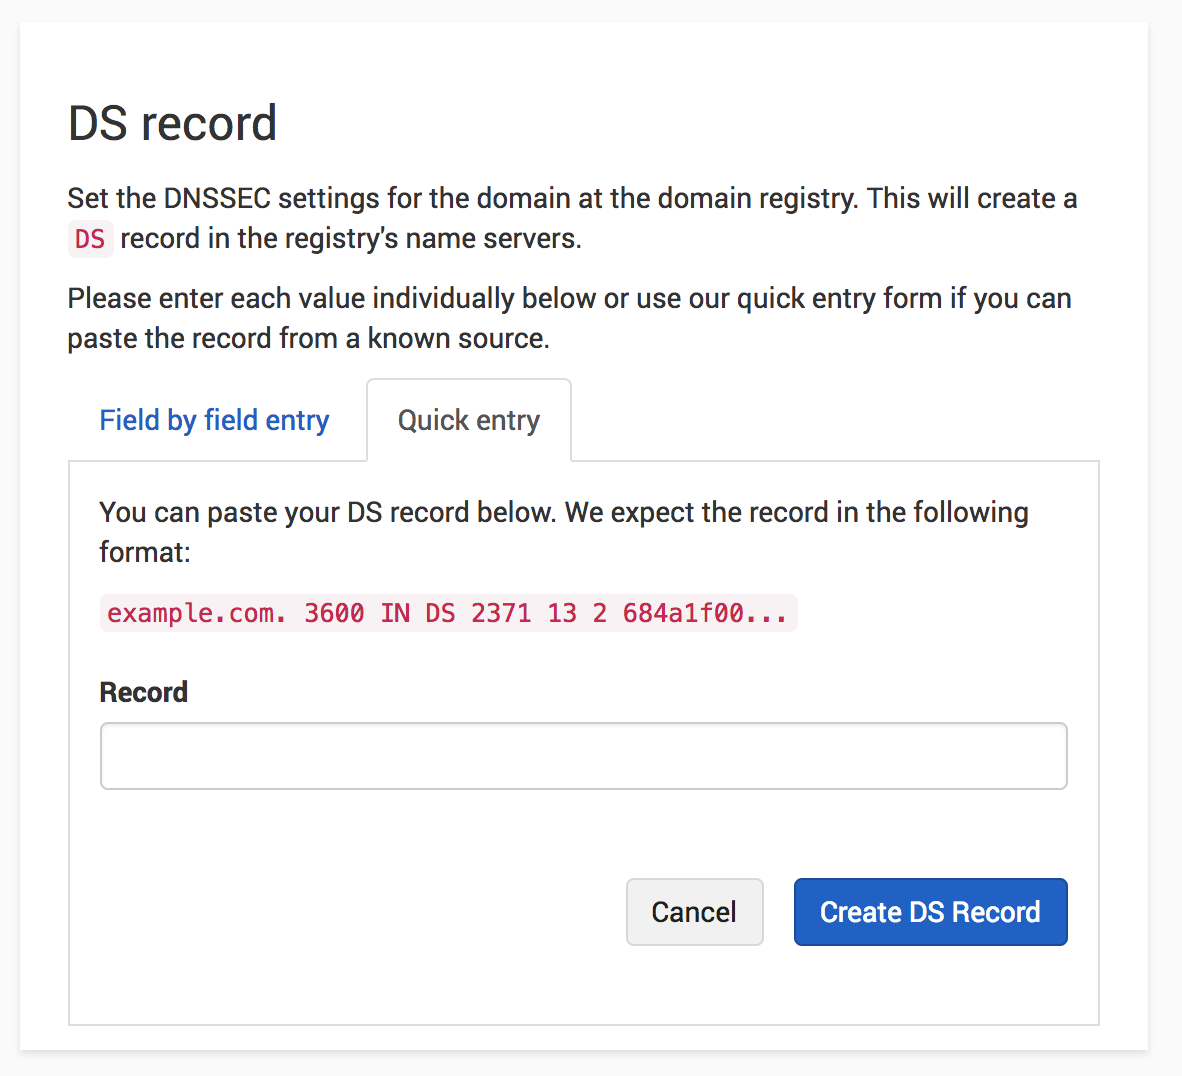 DS record
Set the DNSSEC settings for the domain at the domain registry. This will create a
DS record in the registry's name servers.
Please enter each value individually below or use our quick entry form if you can
paste the record from a known source.
Field by field entry
Quick entry
You can paste your DS record below. We expect the record in the following
format:
example.com. 3600 IN DS 2371 13 2 684a1f00...
Record
Cancel
Create DS Record